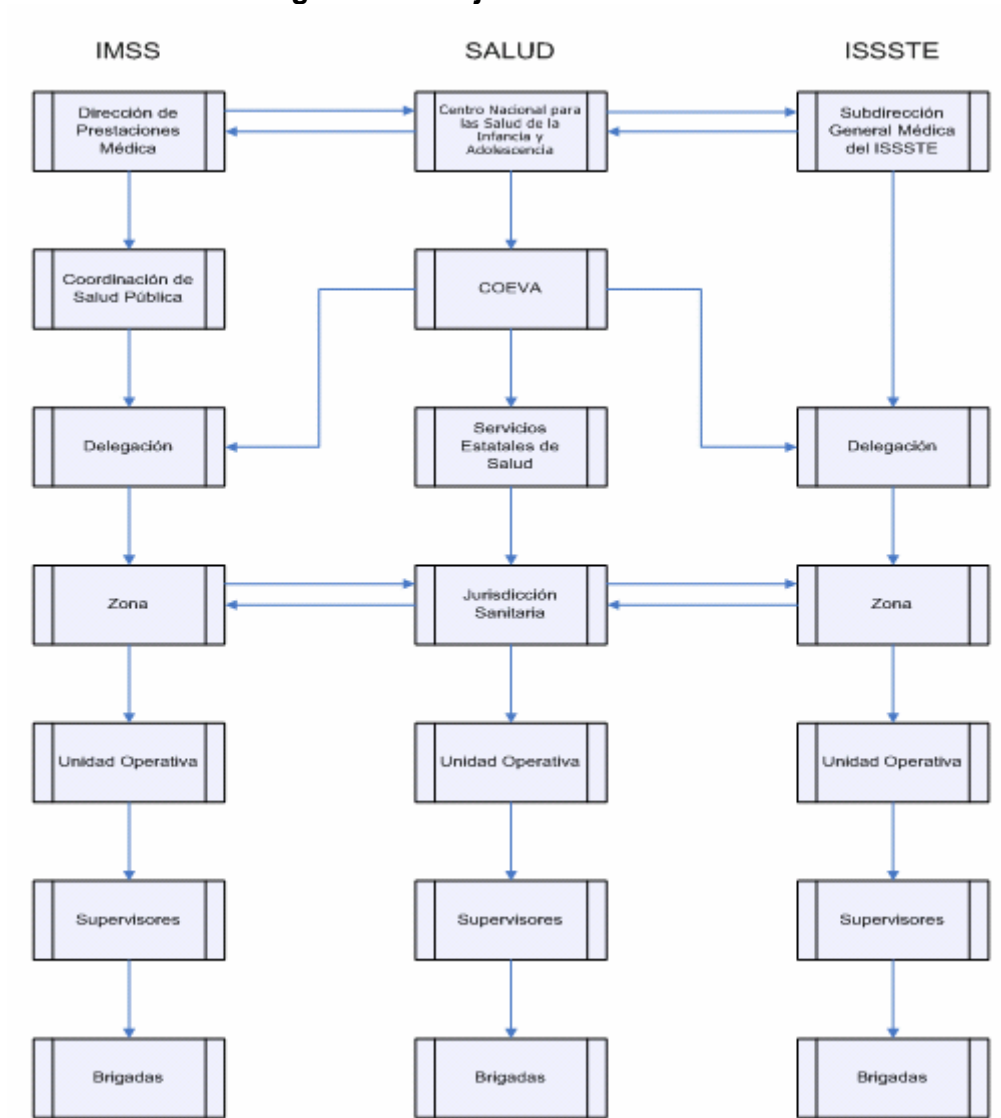 IMSS
SALUD
ISSSTE
Dirección de
Prestaciones
Médica
Centro Nacional para
las Salud de la
Infancia y
Adolescencia
Subdirección
General Médica
del ISSSTE
Coordinación de
Salud Pública
COEVA
Delegación
Servicios
Estatales de
Salud
Delegación
Zona
Jurisdicción
Sanitaria
Zona
Unidad Operativa
Unidad Operativa
Unidad Operativa
Supervisores
Supervisores
Supervisores
Brigadas
Brigadas
Brigadas